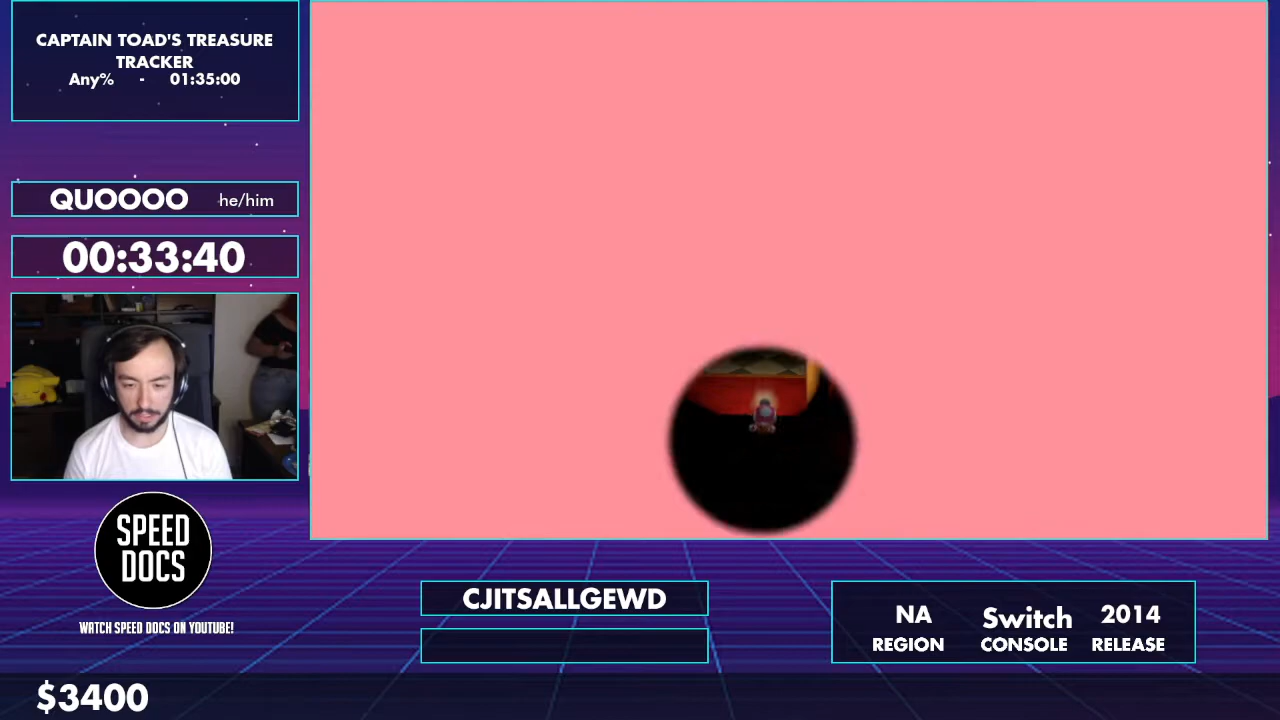 CAPTAIN TOAD'S TREASURE
TRACKER
Any% - 01:35:00
QUOOOO he/him
00:33:40
SPEED
DOCS
WATCH SPEED DOCS ON YOUTUBE!
CJITSALLGEWD
NA Switch 2014
REGION CONSOLE RELEASE
$3400